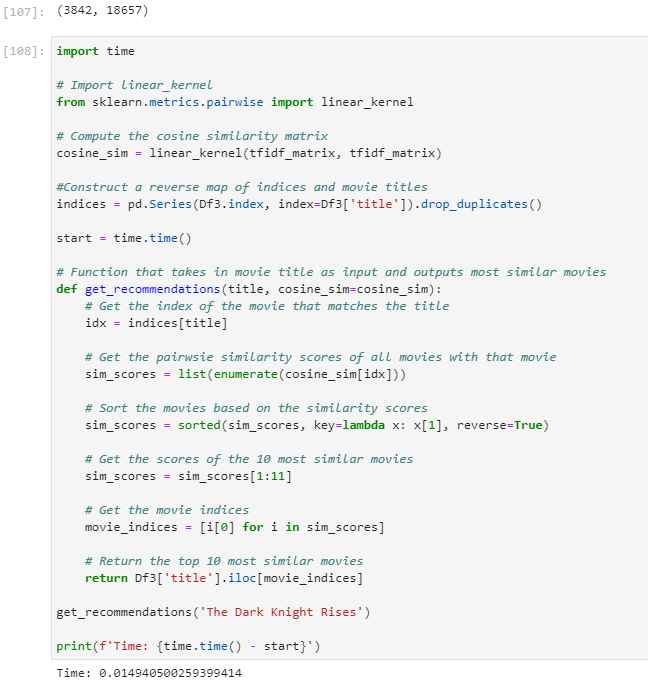 [107]: (3842, 18657)
[108]: import time
# Import linear_kernel
from sklearn.metrics.pairwise import linear_kernel
# Compute the cosine similarity matrix
cosine_sim = linear_kernel(tfidf_matrix, tfidf_matrix)
#Construct a reverse map of indices and movie titles
indices = pd.Series(Df3.index, index=Df3['title']).drop_duplicates()
start = time.time()
# Function that takes in movie title as input and outputs most similar movies
def get_recommendations(title, cosine_sim=cosine_sim):
    # Get the index of the movie that matches the title
    idx = indices[title]
    # Get the pairwsie similarity scores of all movies with that movie
    sim_scores = list(enumerate(cosine_sim[idx]))
    # Sort the movies based on the similarity scores
    sim_scores = sorted(sim_scores, key=lambda x: x[1], reverse=True)
    # Get the scores of the 10 most similar movies
    sim_scores = sim_scores[1:11]
    # Get the movie indices
    movie_indices = [i[0] for i in sim_scores]
    # Return the top 10 most similar movies
    return Df3['title'].iloc[movie_indices]
get_recommendations('The Dark Knight Rises')
print(f'Time: {time.time() - start}')
Time: 0.014940500259399414